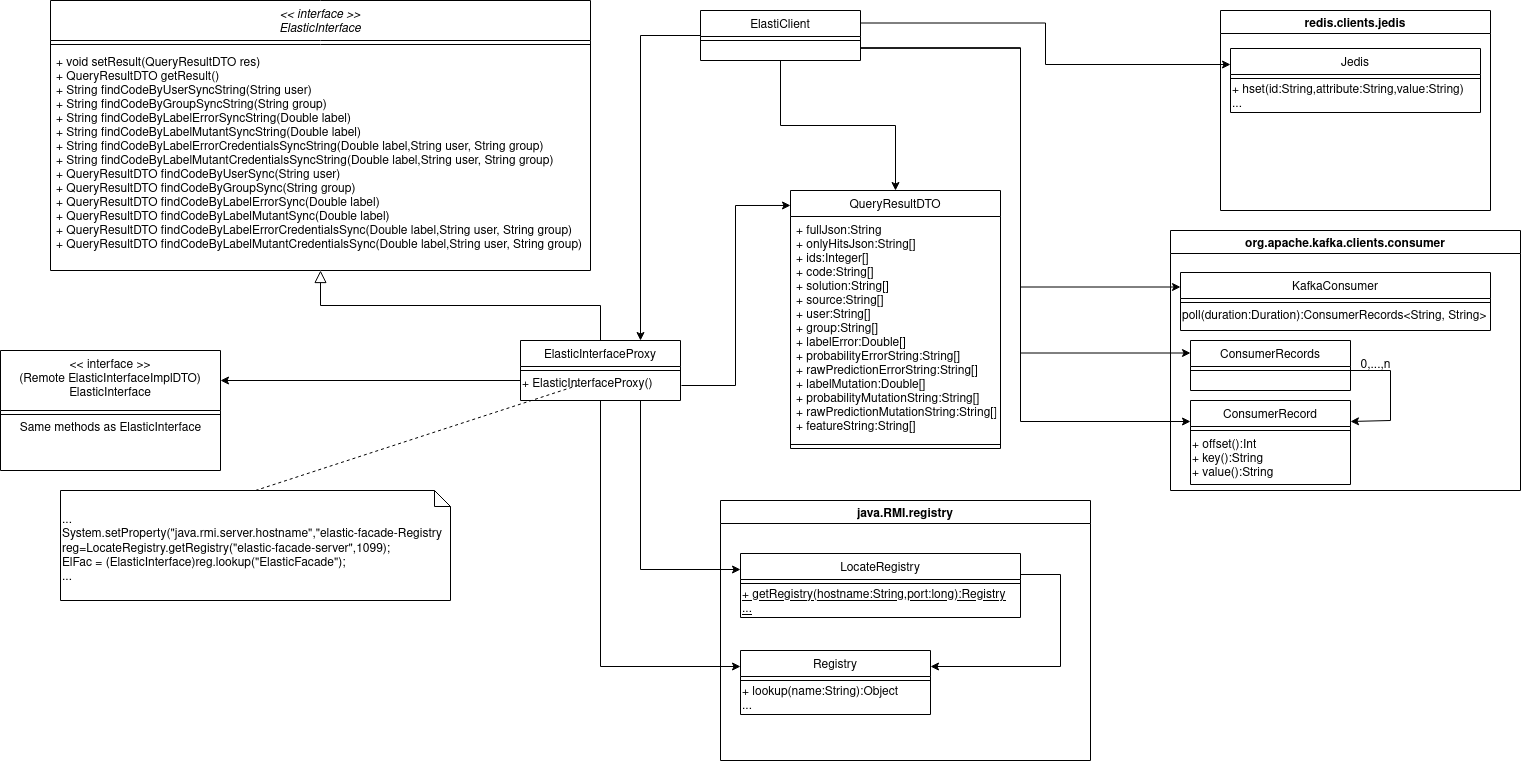 << interface >>
ElasticInterface
+ void setResult(QueryResultDTO res)
+ QueryResultDTO getResult()
+ String findCodeByUserSyncString(String user)
+ String findCodeByGroupSyncString(String group)
+ String findCodeByLabelErrorSyncString(Double label)
+ String findCodeByLabelMutantSyncString(Double label)
+ String findCodeByLabelErrorCredentialsSyncString(Double label,String user, String group)
+ String findCodeByLabelMutantCredentialsSyncString(Double label,String user, String group)
+ QueryResultDTO findCodeByUserSync(String user)
+ QueryResultDTO findCodeByGroupSync(String group)
+ QueryResultDTO findCodeByLabelErrorSync(Double label)
+ QueryResultDTO findCodeByLabelMutantSync(Double label)
+ QueryResultDTO findCodeByLabelErrorCredentialsSync(Double label,String user, String group)
+ QueryResultDTO findCodeByLabelMutantCredentialsSync(Double label,String user, String group)
ElastiClient
redis.clients.jedis
Jedis
+ hset(id:String,attribute:String,value:String)
...
QueryResultDTO
+ fullJson:String
+ onlyHitsJson:String[]
+ ids:Integer[]
+ code:String[]
+ solution:String[]
+ source:String[]
+ user:String[]
+ group:String[]
+ labelError:Double[]
+ probabilityErrorString:String[]
+ rawPredictionErrorString:String[]
+ labelMutation:Double[]
+ probabilityMutationString:String[]
+ rawPredictionMutationString:String[]
+ featureString:String[]
org.apache.kafka.clients.consumer
KafkaConsumer
poll(duration:Duration):ConsumerRecords<String, String>
ConsumerRecords
0,...,n
ConsumerRecord
+ offset():Int
+ key():String
+ value():String
ElasticInterfaceProxy
+ ElasticInterfaceProxy()
<< interface >>
(Remote ElasticInterfaceImplDTO)
ElasticInterface
Same methods as ElasticInterface
...
System.setProperty("java.rmi.server.hostname","elastic-facade-Registry
reg=LocateRegistry.getRegistry("elastic-facade-server",1099);
ElFac = (ElasticInterface)reg.lookup("ElasticFacade");
...
java.RMI.registry
LocateRegistry
+ getRegistry(hostname:String,port:long):Registry
...
Registry
+ lookup(name:String):Object
...